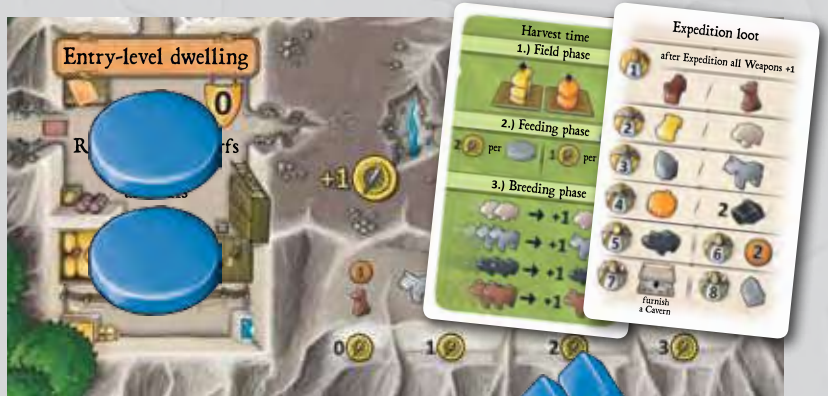 Entry-level dwelling
0
+1
1
0
1
2
3
Harvest time
1.) Field phase
2.) Feeding phase
2 per
1 per
3.) Breeding phase
+1
+1
+1
+1
Expedition loot
1 after Expedition all Weapons +1
/
2 /
3 /
4 / 2
5 / 6 2
7 / 8
furnish
a Cavern